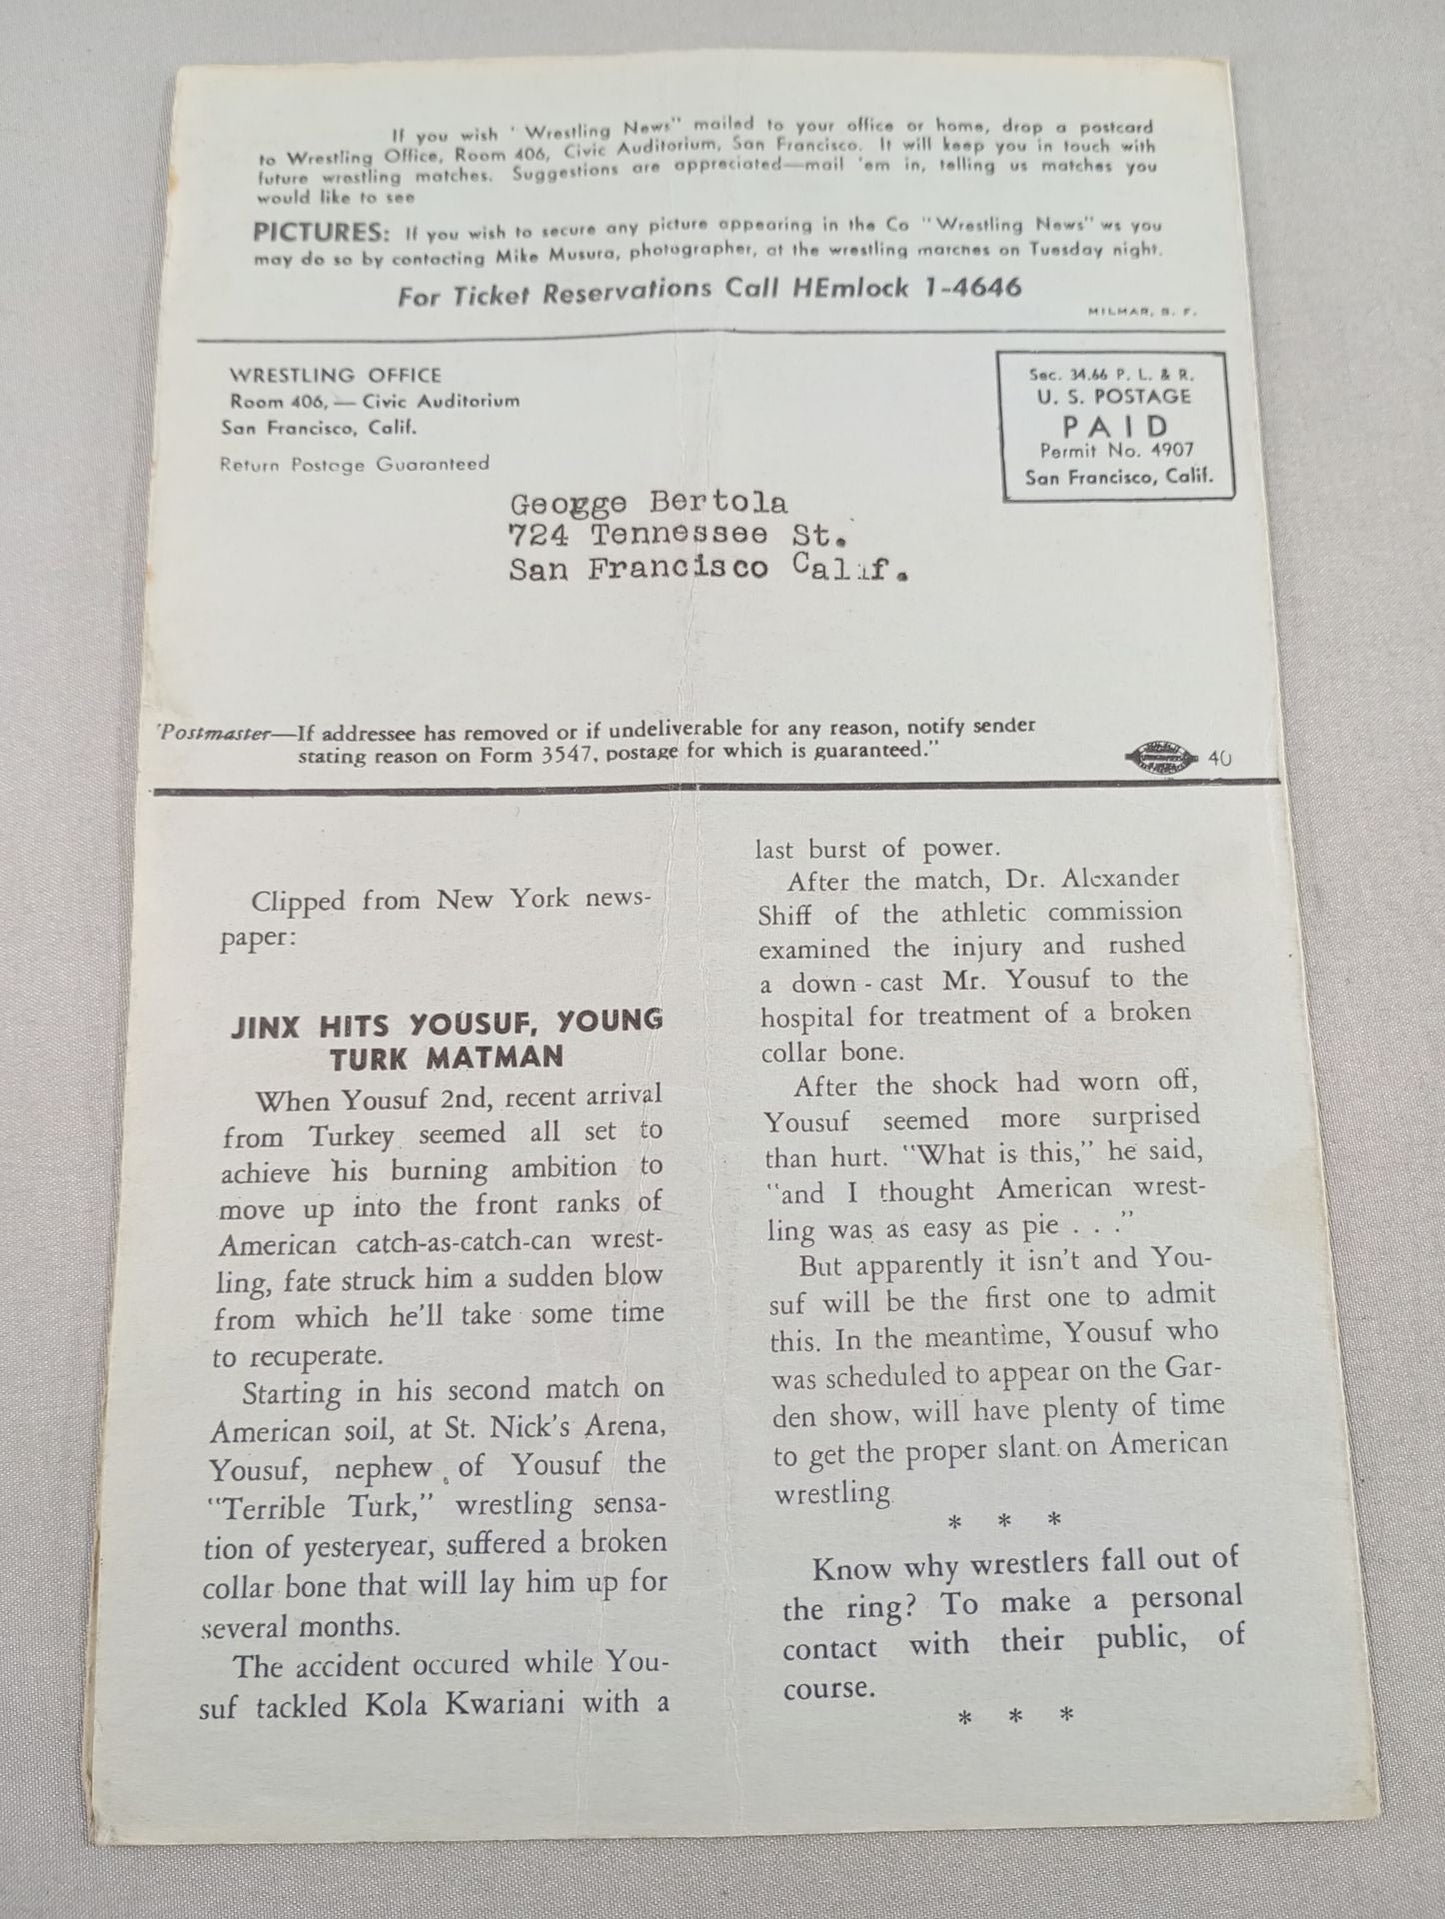 If you wish ' Wrestling News" mailed to your office or home, drop a postcard
to Wrestling Office, Room 406, Civic Auditorium, San Francisco. It will keep you in touch with
future wrestling matches. Suggestions are appreciated—mail 'em in, telling us matches you
would like to see
PICTURES: If you wish to secure any picture appearing in the Co "Wrestling News" ws you
may do so by contacting Mike Musura, photographer, at the wrestling marches on Tuesday night.
For Ticket Reservations Call HEmlock 1-4646
MILMAR, S. F.
WRESTLING OFFICE
Room 406, — Civic Auditorium
San Francisco, Calif.
Return Postage Guaranteed
Sec. 34.66 P. L. & R.
U. S. POSTAGE
PAID
Permit No. 4907
San Francisco, Calif.
Geogge Bertola
724 Tennessee St.
San Francisco Calif.
'Postmaster—If addressee has removed or if undeliverable for any reason, notify sender
stating reason on Form 3547, postage for which is guaranteed."
40
Clipped from New York news-
paper:
JINX HITS YOUSUF, YOUNG
TURK MATMAN
When Yousuf 2nd, recent arrival
from Turkey seemed all set to
achieve his burning ambition to
move up into the front ranks of
American catch-as-catch-can wrest-
ling, fate struck him a sudden blow
from which he'll take some time
to recuperate.
Starting in his second match on
American soil, at St. Nick's Arena,
Yousuf, nephew of Yousuf the
"Terrible Turk," wrestling sensa-
tion of yesteryear, suffered a broken
collar bone that will lay him up for
several months.
The accident occured while You-
suf tackled Kola Kwariani with a
last burst of power.
After the match, Dr. Alexander
Shiff of the athletic commission
examined the injury and rushed
a down - cast Mr. Yousuf to the
hospital for treatment of a broken
collar bone.
After the shock had worn off,
Yousuf seemed more surprised
than hurt. "What is this," he said,
"and I thought American wrest-
ling was as easy as pie . . ."
But apparently it isn't and You-
suf will be the first one to admit
this. In the meantime, Yousuf who
was scheduled to appear on the Gar-
den show, will have plenty of time
to get the proper slant on American
wrestling
* * *
Know why wrestlers fall out of
the ring? To make a personal
contact with their public, of
course.
* * *